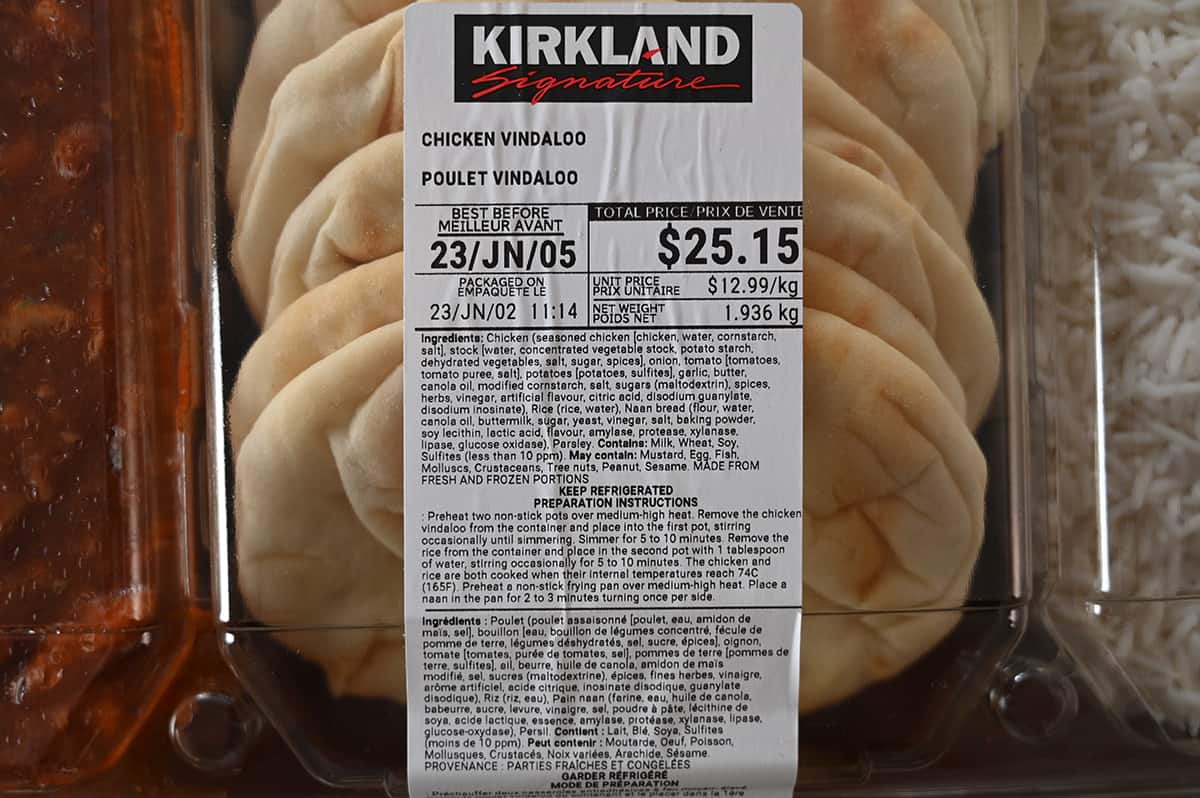 KIRKLAND
Signature
CHICKEN VINDALOO
POULET VINDALOO
BEST BEFORE
MEILLEUR AVANT
23/JN/05
TOTAL PRICE/PRIX DE VENTE
$25.15
PACKAGED ON
EMPAQUETE LE
23/JN/02 11:14
UNIT PRICE
PRIX UNITAIRE
$12.99/kg
NET WEIGHT
POIDS NET
1.936 kg
Ingredients: Chicken (seasoned chicken [chicken, water, cornstarch,
salt], stock [water, concentrated vegetable stock, potato starch,
dehydrated vegetables, salt, sugar, spices], onion, tomato [tomatoes,
tomato puree, salt], potatoes [potatoes, sulfites], garlic, butter,
canola oil, modified cornstarch, salt, sugars (maltodextrin), spices,
herbs, vinegar, artificial flavour, citric acid, disodium guanylate,
disodium inosinate), Rice (rice, water), Naan bread (flour, water,
canola oil, buttermilk, sugar, yeast, vinegar, salt, baking powder,
soy lecithin, lactic acid, flavour, amylase, protease, xylanase,
lipase, glucose oxidase), Parsley. Contains: Milk, Wheat, Soy,
Sulfites (less than 10 ppm). May contain: Mustard, Egg, Fish,
Molluscs, Crustaceans, Tree nuts, Peanut, Sesame. MADE FROM
FRESH AND FROZEN PORTIONS
KEEP REFRIGERATED
PREPARATION INSTRUCTIONS
: Preheat two non-stick pots over medium-high heat. Remove the chicken
vindaloo from the container and place into the first pot, stirring
occasionally until simmering. Simmer for 5 to 10 minutes. Remove the
rice from the container and place in the second pot with 1 tablespoon
of water, stirring occasionally for 5 to 10 minutes. The chicken and
rice are both cooked when their internal temperatures reach 74C
(165F). Preheat a non-stick frying pan over medium-high heat. Place a
naan in the pan for 2 to 3 minutes turning once per side.
Ingrédients : Poulet (poulet assaisonné [poulet, eau, amidon de
maïs, sel], bouillon [eau, bouillon de légumes concentré, fécule de
pomme de terre, légumes déshydratés, sel, sucre, épices], oignon,
tomate [tomates, purée de tomates, sel], pommes de terre [pommes de
terre, sulfites], ail, beurre, huile de canola, amidon de maïs
modifié, sel, sucres (maltodextrine), épices, fines herbes, vinaigre,
arôme artificiel, acide citrique, inosinate disodique, guanylate
disodique), Riz (riz, eau), Pain naan (farine, eau, huile de canola,
babeurre, sucre, levure, vinaigre, sel, poudre à pâte, lécithine de
soya, acide lactique, essence, amylase, protéase, xylanase, lipase,
glucose-oxydase), Persil. Contient : Lait, Blé, Soya, Sulfites
(moins de 10 ppm). Peut contenir : Moutarde, Oeuf, Poisson,
Mollusques, Crustacés, Noix variées, Arachide, Sésame.
PROVENANCE : PARTIES FRAÎCHES ET CONGELÉES
GARDER RÉFRIGÉRÉ
MODE DE PRÉPARATION
: Préchauffer deux casseroles antiadhésives à feu moyen-élevé